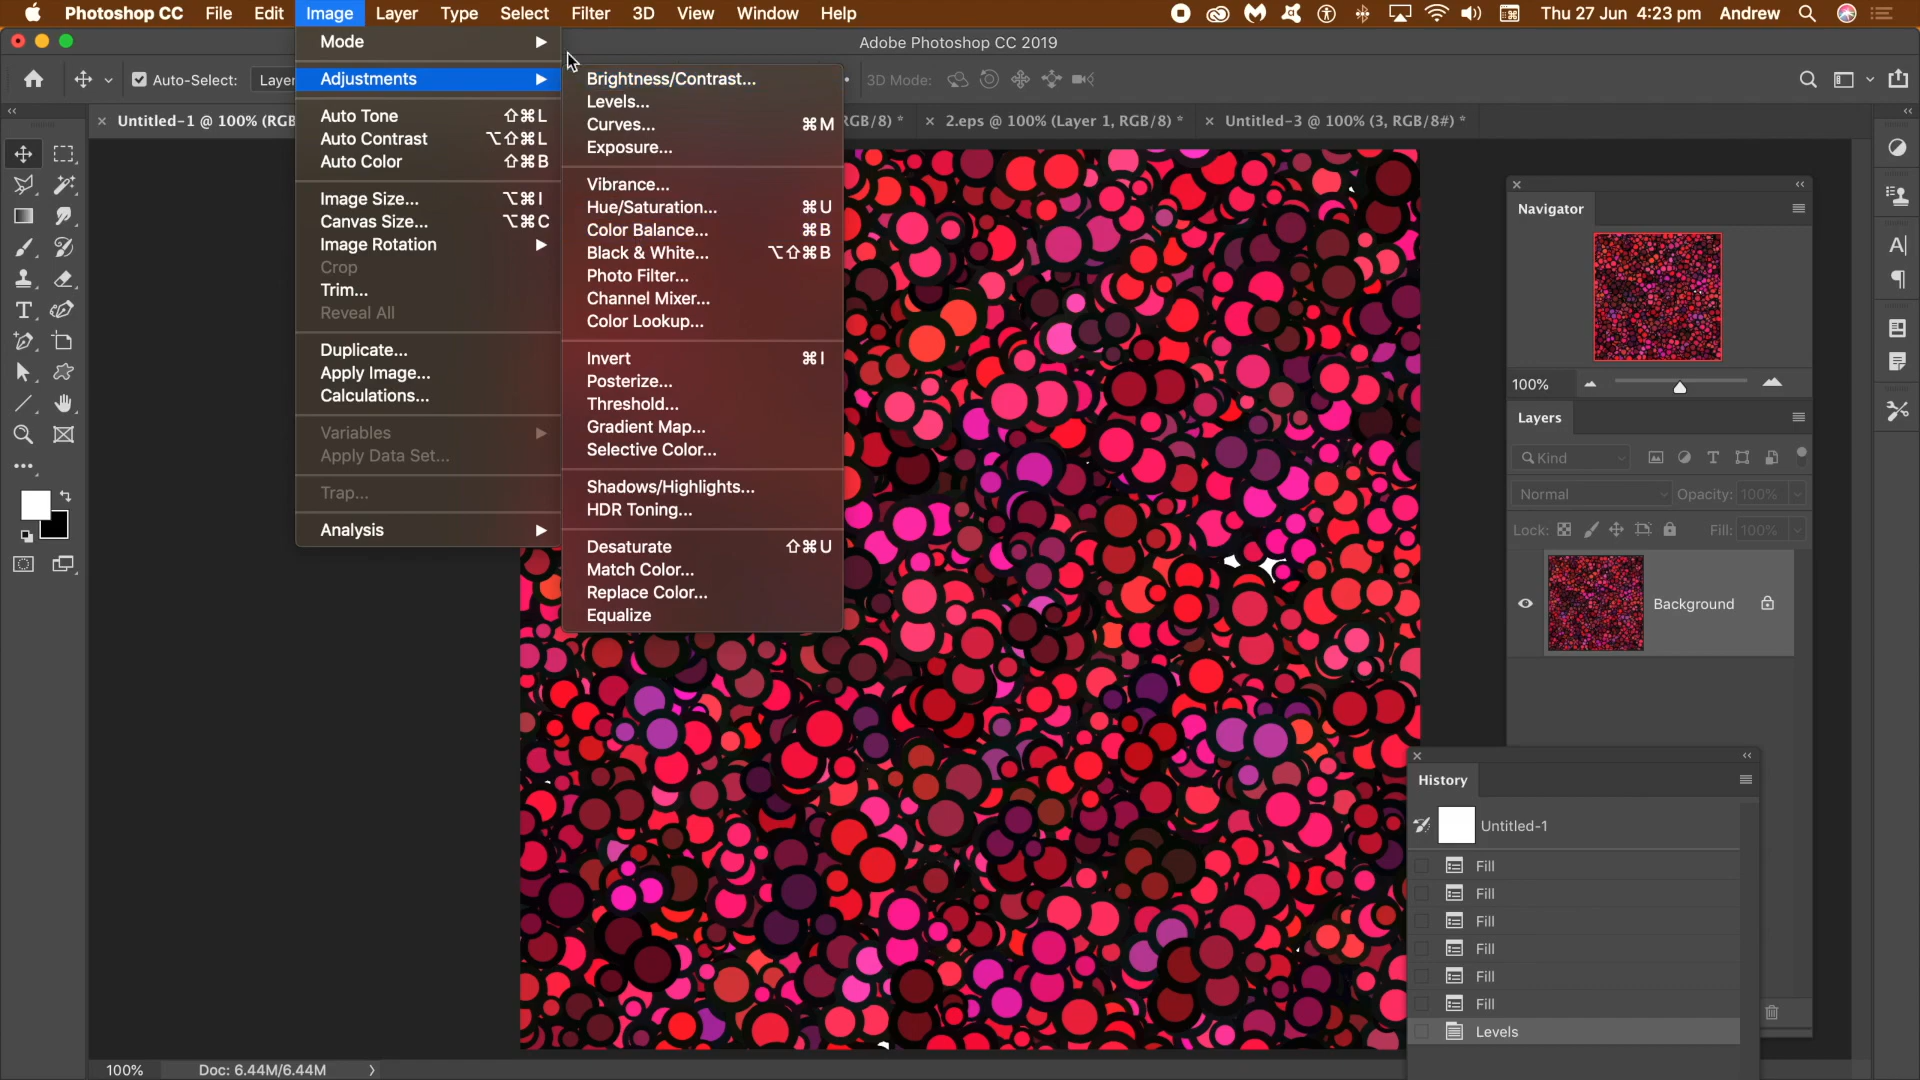 Photoshop CC File Edit Image Layer Type Select Filter 3D View Window Help Thu 27 Jun 4:23 pm Andrew
Adobe Photoshop CC 2019
Auto-Select: Layer 3D Mode:
Untitled-1 @ 100% (RGB RGB/8) * 2.eps @ 100% (Layer 1, RGB/8) * Untitled-3 @ 100% (3, RGB/8#) *
Mode
Adjustments
Auto Tone ⇧⌘L
Auto Contrast ⌥⇧⌘L
Auto Color ⇧⌘B
Image Size... ⌥⌘I
Canvas Size... ⌥⌘C
Image Rotation
Crop
Trim...
Reveal All
Duplicate...
Apply Image...
Calculations...
Variables
Apply Data Set...
Trap...
Analysis
Brightness/Contrast...
Levels...
Curves... ⌘M
Exposure...
Vibrance...
Hue/Saturation... ⌘U
Color Balance... ⌘B
Black & White... ⌥⇧⌘B
Photo Filter...
Channel Mixer...
Color Lookup...
Invert ⌘I
Posterize...
Threshold...
Gradient Map...
Selective Color...
Shadows/Highlights...
HDR Toning...
Desaturate ⇧⌘U
Match Color...
Replace Color...
Equalize
Navigator
100%
Layers
Kind
Normal Opacity: 100%
Lock: Fill: 100%
Background
History
Untitled-1
Fill
Fill
Fill
Fill
Fill
Fill
Levels
100% Doc: 6.44M/6.44M